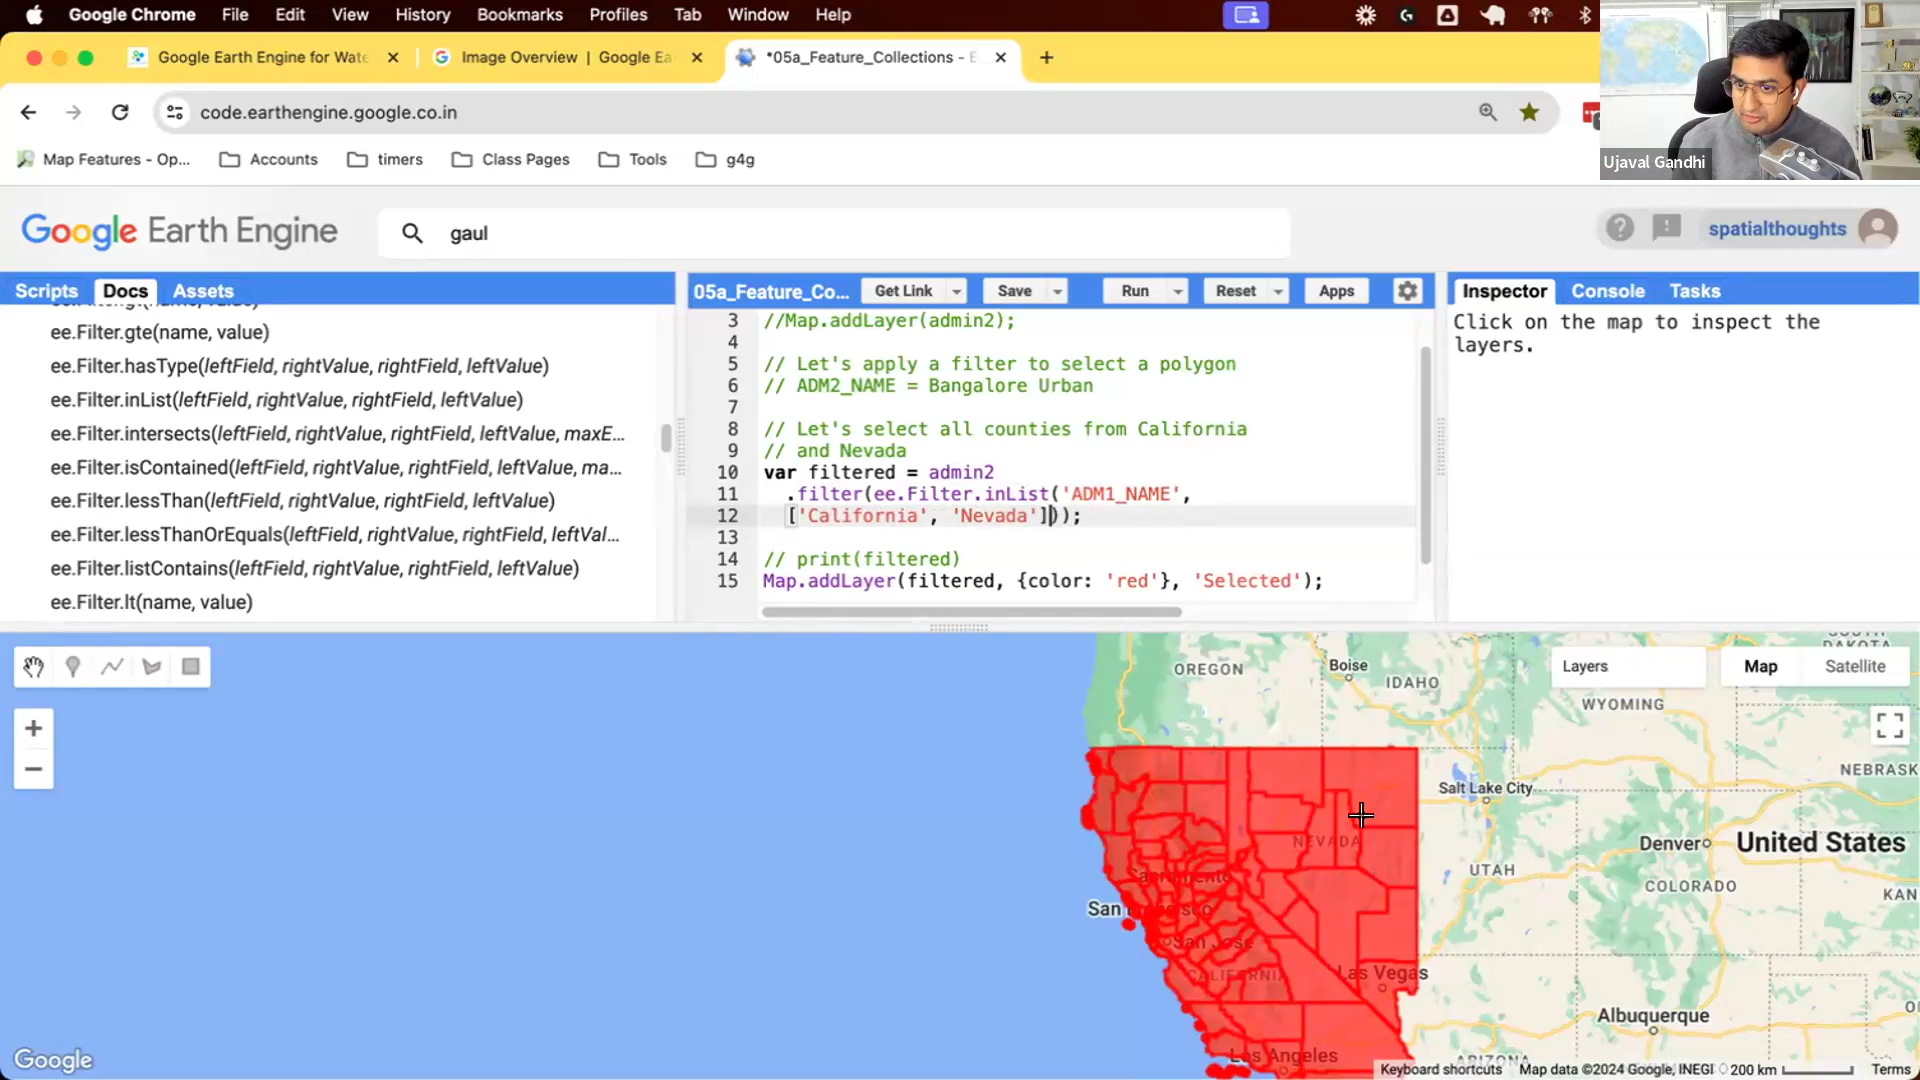 Google Chrome File Edit View History Bookmarks Profiles Tab Window Help
Google Earth Engine for Wate
Image Overview | Google Ea
*05a_Feature_Collections - E
code.earthengine.google.co.in
Map Features - Op...
Accounts
timers
Class Pages
Tools
g4g
Ujaval Gandhi
Google Earth Engine
gaul
spatialthoughts
Scripts Docs Assets
ee.Filter.gte(name, value)
ee.Filter.hasType(leftField, rightValue, rightField, leftValue)
ee.Filter.inList(leftField, rightValue, rightField, leftValue)
ee.Filter.intersects(leftField, rightValue, rightField, leftValue, maxE...
ee.Filter.isContained(leftField, rightValue, rightField, leftValue, ma...
ee.Filter.lessThan(leftField, rightValue, rightField, leftValue)
ee.Filter.lessThanOrEquals(leftField, rightValue, rightField, leftVal...
ee.Filter.listContains(leftField, rightValue, rightField, leftValue)
ee.Filter.lt(name, value)
05a_Feature_Co... Get Link Save Run Reset Apps
3 //Map.addLayer(admin2);
4
5 // Let's apply a filter to select a polygon
6 // ADM2_NAME = Bangalore Urban
7
8 // Let's select all counties from California
9 // and Nevada
10 var filtered = admin2
11 .filter(ee.Filter.inList('ADM1_NAME',
12 ['California', 'Nevada']));
13
14 // print(filtered)
15 Map.addLayer(filtered, {color: 'red'}, 'Selected');
Inspector Console Tasks
Click on the map to inspect the
layers.
Layers
Map Satellite
OREGON
Boise
IDAHO
WYOMING
NEBRASK
Salt Lake City
NEVADA
Denver
United States
UTAH
COLORADO
KAN
Sacramento
San Francisco
San Jose
CALIFORNIA
Las Vegas
Albuquerque
Los Angeles
ARIZONA
Google
Keyboard shortcuts Map data ©2024 Google, INEGI 200 km Terms